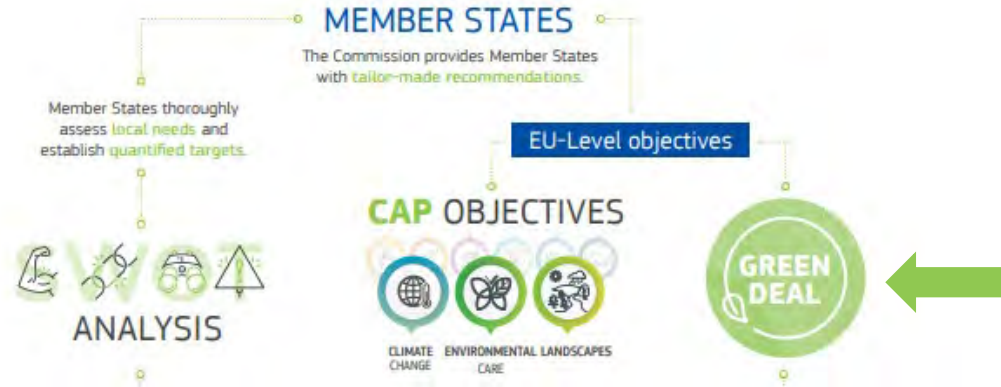 MEMBER STATES
The Commission provides Member States
with tailor-made recommendations.
Member States thoroughly
assess local needs and
establish quantified targets.
EU-Level objectives
CAP OBJECTIVES
SWOT
ANALYSIS
CLIMATE
CHANGE
ENVIRONMENTAL
CARE
LANDSCAPES
GREEN
DEAL